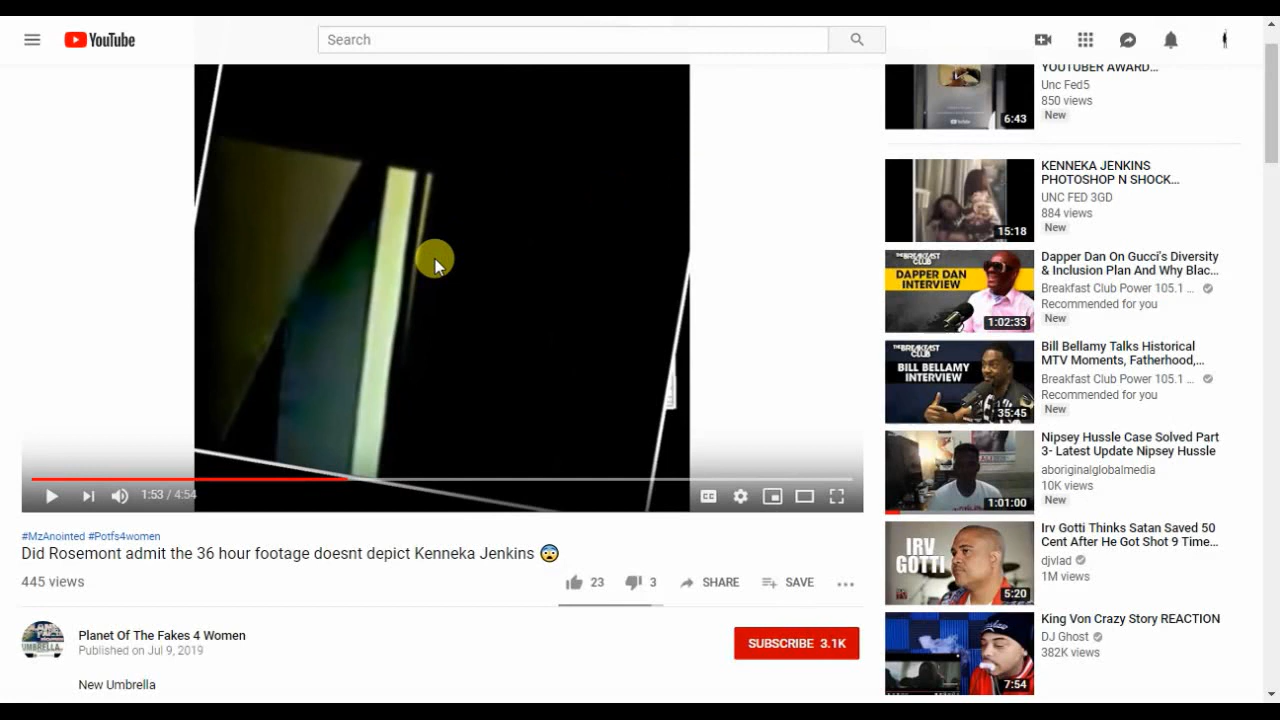 YouTube
Search
YOUTUBER AWARD...
Unc Fed5
850 views
New
6:43
KENNEKA JENKINS
PHOTOSHOP N SHOCK...
UNC FED 3GD
884 views
New
15:18
Dapper Dan On Gucci's Diversity
& Inclusion Plan And Why Blac...
Breakfast Club Power 105.1 ...
Recommended for you
New
THE BREAKFAST CLUB
DAPPER DAN
INTERVIEW
1:02:33
Bill Bellamy Talks Historical
MTV Moments, Fatherhood,...
Breakfast Club Power 105.1 ...
Recommended for you
New
THE BREAKFAST CLUB
BILL BELLAMY
INTERVIEW
35:45
Nipsey Hussle Case Solved Part
3- Latest Update Nipsey Hussle
aboriginalglobalmedia
10K views
New
1:01:00
Irv Gotti Thinks Satan Saved 50
Cent After He Got Shot 9 Time...
djvlad
1M views
IRV
GOTTI
5:20
King Von Crazy Story REACTION
DJ Ghost
382K views
7:54
1:53 / 4:54
CC
#MzAnointed #Potfs4women
Did Rosemont admit the 36 hour footage doesnt depict Kenneka Jenkins 😨
445 views
23
3
SHARE
SAVE
Planet Of The Fakes 4 Women
Published on Jul 9, 2019
SUBSCRIBE 3.1K
New Umbrella